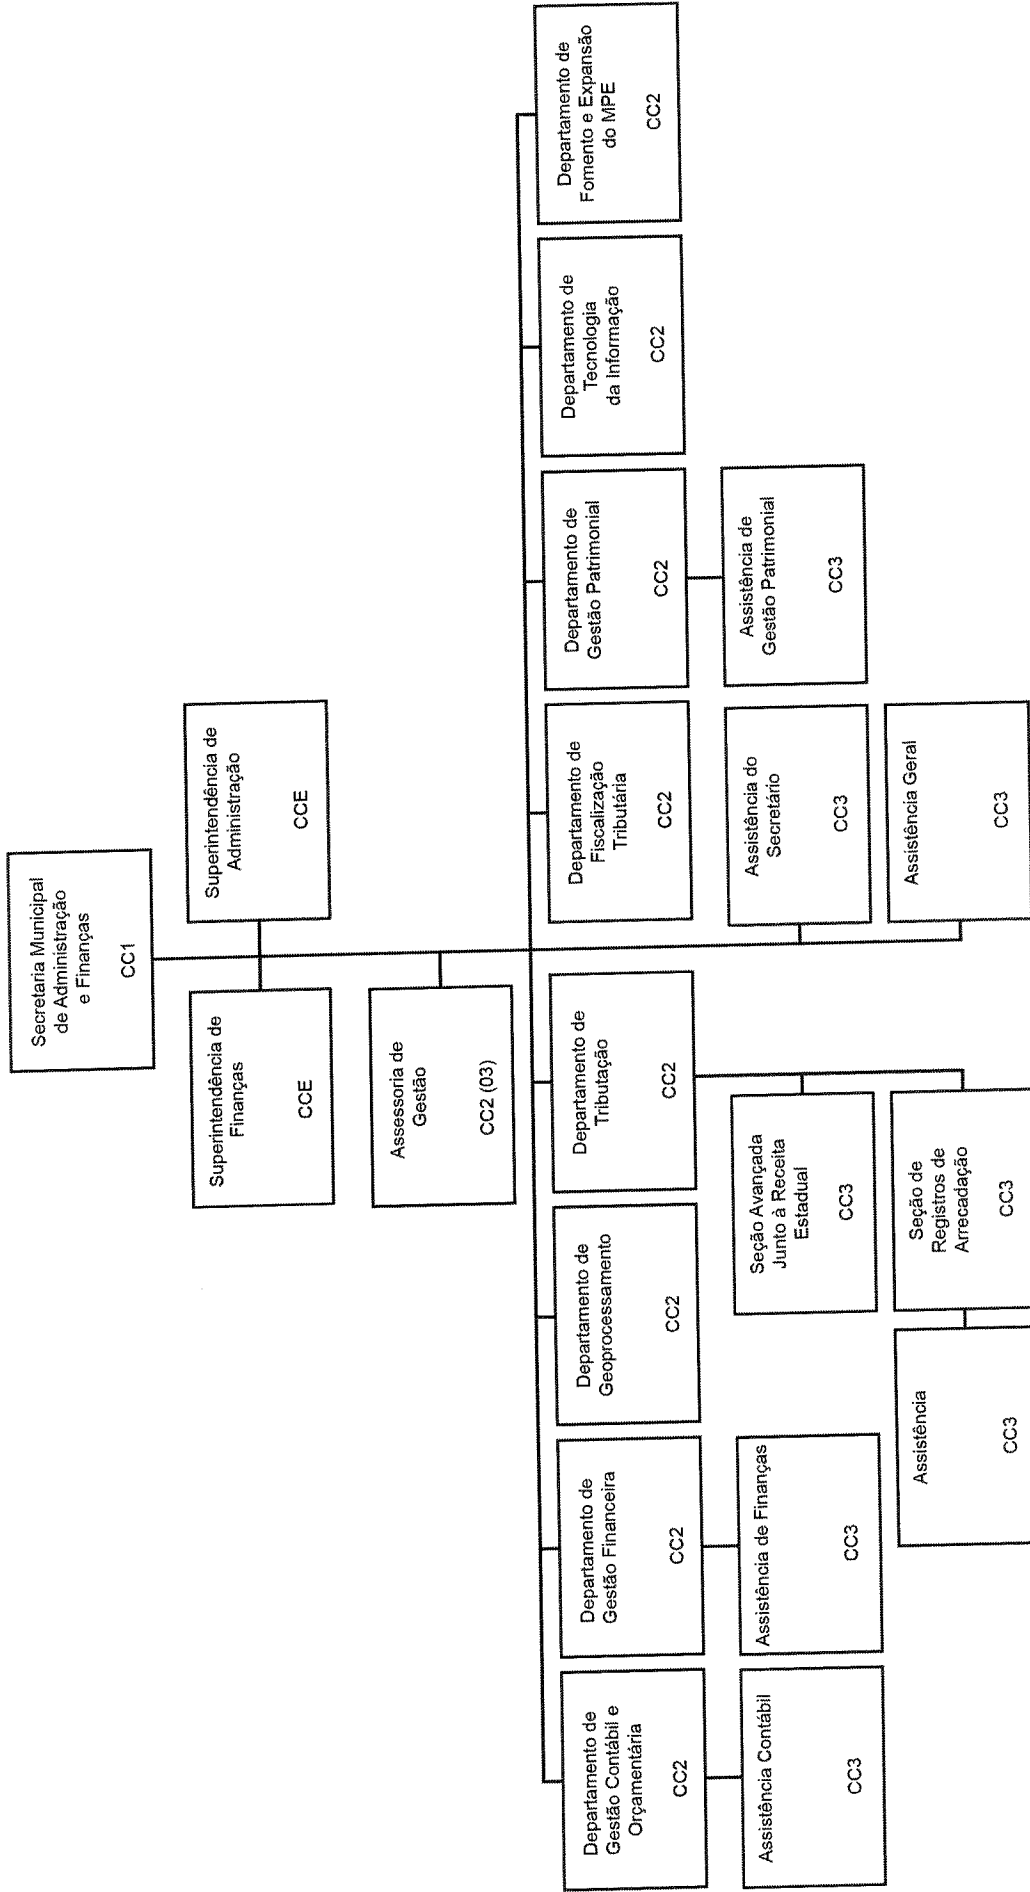 Secretaria Municipal
de Administração
e Finanças
CC1
Superintendência de
Finanças
CCE
Superintendência de
Administração
CCE
Assessoria de
Gestão
CC2 (03)
Departamento de
Gestão Contábil e
Orçamentária
CC2
Departamento de
Gestão Financeira
CC2
Departamento de
Geoprocessamento
CC2
Departamento de
Tributação
CC2
Departamento de
Fiscalização
Tributária
CC2
Departamento de
Gestão Patrimonial
CC2
Departamento de
Tecnologia
da Informação
CC2
Departamento de
Fomento e Expansão
do MPE
CC2
Assistência Contábil
CC3
Assistência de Finanças
CC3
Seção Avançada
Junto à Receita
Estadual
CC3
Assistência do
Secretário
CC3
Assistência de
Gestão Patrimonial
CC3
Assistência
CC3
Seção de
Registros de
Arrecadação
CC3
Assistência Geral
CC3